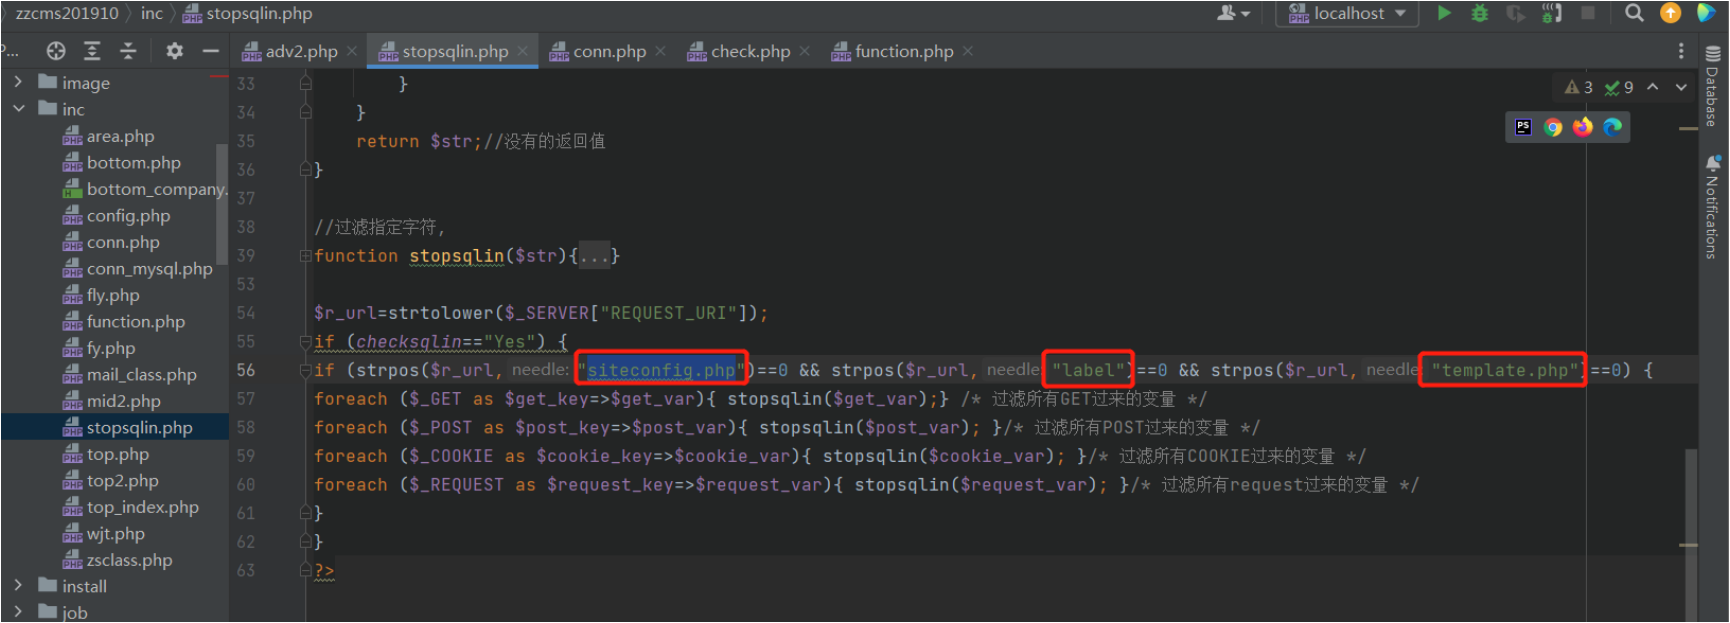 zzcms201910 inc stopsqlin.php localhost
P... adv2.php stopsqlin.php conn.php check.php function.php
image
inc
area.php
bottom.php
bottom_company.
config.php
conn.php
conn_mysql.php
fly.php
function.php
fy.php
mail_class.php
mid2.php
stopsqlin.php
top.php
top2.php
top_index.php
wjt.php
zsclass.php
install
job
33 }
34 }
35 return $str;//没有的返回值
36 }
37
38 //过滤指定字符,
39 function stopsqlin($str){...}
53
54 $r_url=strtolower($_SERVER["REQUEST_URI"]);
55 if (checksqlin=="Yes") {
56 if (strpos($r_url, needle: "siteconfig.php")==0 && strpos($r_url, needle: "label")==0 && strpos($r_url, needle: "template.php")==0) {
57 foreach ($_GET as $get_key=>$get_var){ stopsqlin($get_var);} /* 过滤所有GET过来的变量 */
58 foreach ($_POST as $post_key=>$post_var){ stopsqlin($post_var); }/* 过滤所有POST过来的变量 */
59 foreach ($_COOKIE as $cookie_key=>$cookie_var){ stopsqlin($cookie_var); }/* 过滤所有COOKIE过来的变量 */
60 foreach ($_REQUEST as $request_key=>$request_var){ stopsqlin($request_var); }/* 过滤所有request过来的变量 */
61 }
62 }
63 ?>
3 9
Database
Notifications